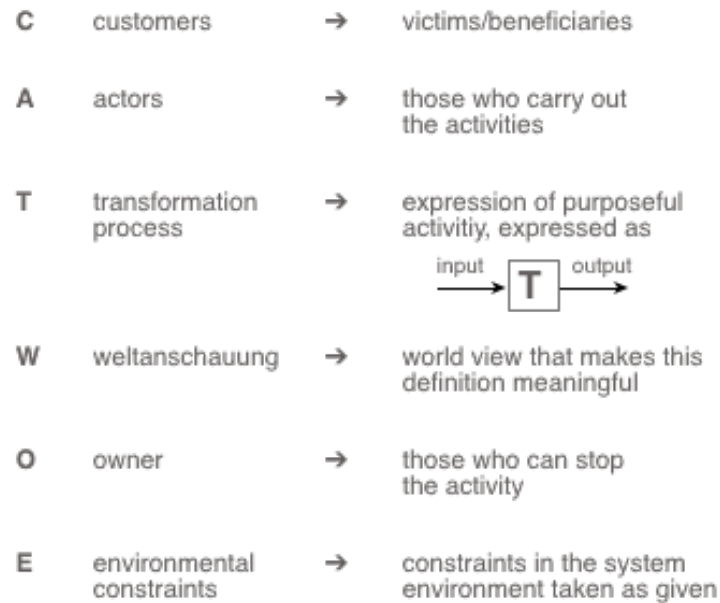 C customers → victims/beneficiaries
A actors → those who carry out
the activities
T transformation → expression of purposeful
process activitiy, expressed as
input T output
W weltanschauung → world view that makes this
definition meaningful
O owner → those who can stop
the activity
E environmental → constraints in the system
constraints environment taken as given